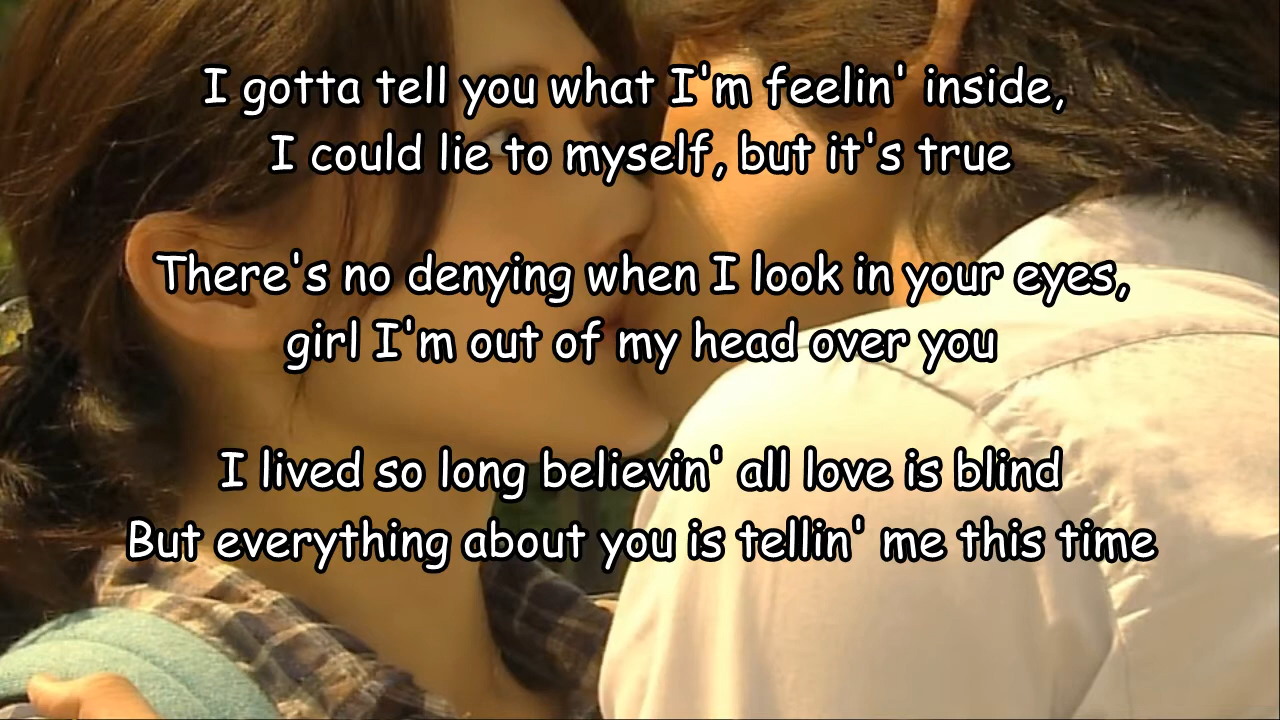 I gotta tell you what I'm feelin' inside,
I could lie to myself, but it's true
There's no denying when I look in your eyes,
girl I'm out of my head over you
I lived so long believin' all love is blind
But everything about you is tellin' me this time